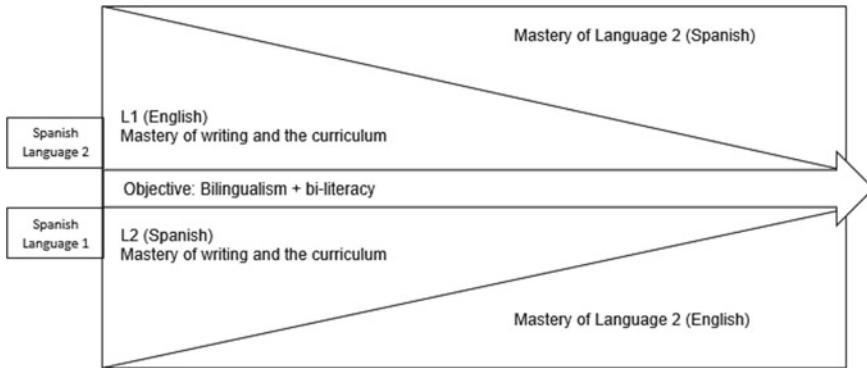 Mastery of Language 2 (Spanish)
L1 (English)
Mastery of writing and the curriculum
Spanish
Language 2
Objective: Bilingualism + bi-literacy
Spanish
Language 1
L2 (Spanish)
Mastery of writing and the curriculum
Mastery of Language 2 (English)